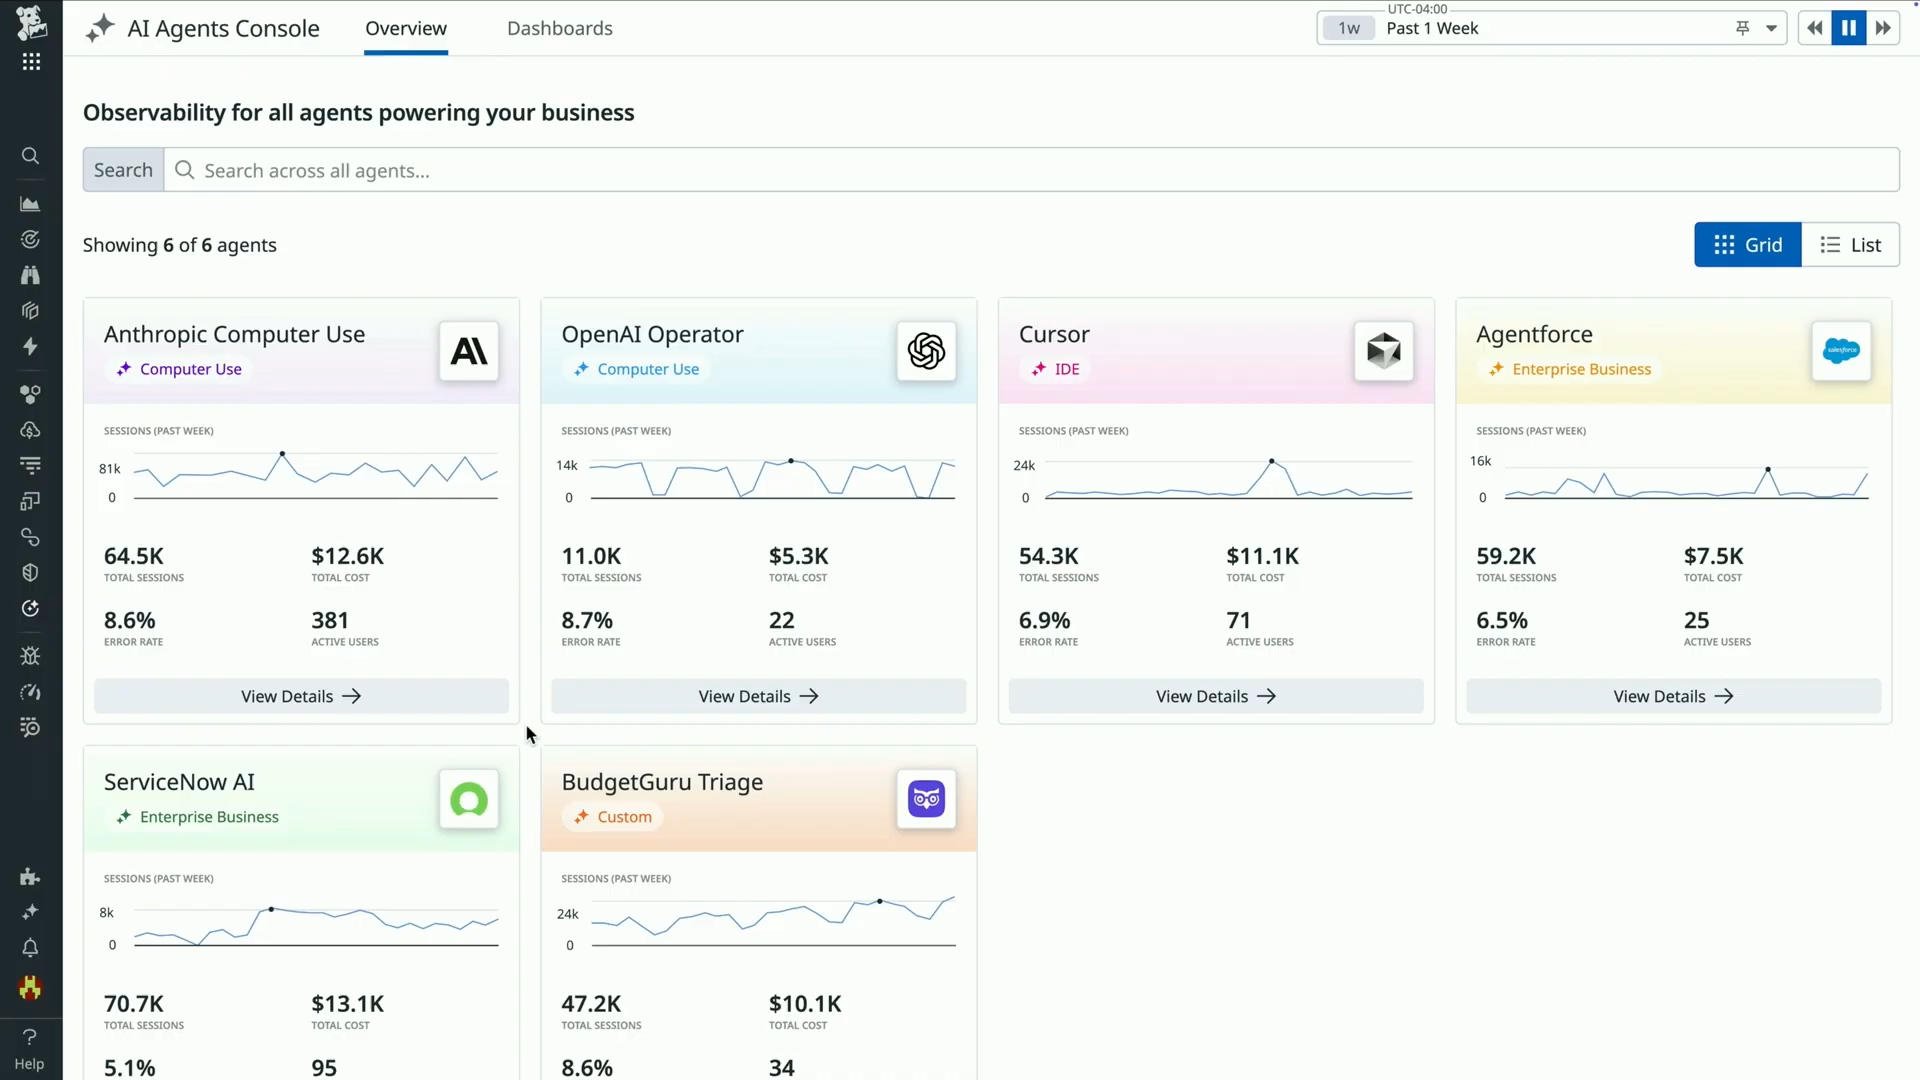 UTC-04:00
AI Agents Console
Overview
Dashboards
1w
Past 1 Week
Observability for all agents powering your business
Search
Search across all agents...
Showing 6 of 6 agents
Grid
List
Anthropic Computer Use
Computer Use
SESSIONS (PAST WEEK)
81k
0
64.5K
$12.6K
TOTAL SESSIONS
TOTAL COST
8.6%
381
ERROR RATE
ACTIVE USERS
View Details
OpenAI Operator
Computer Use
SESSIONS (PAST WEEK)
14k
0
11.0K
$5.3K
TOTAL SESSIONS
TOTAL COST
8.7%
22
ERROR RATE
ACTIVE USERS
View Details
Cursor
IDE
SESSIONS (PAST WEEK)
24k
0
54.3K
$11.1K
TOTAL SESSIONS
TOTAL COST
6.9%
71
ERROR RATE
ACTIVE USERS
View Details
Agentforce
Enterprise Business
salesforce
SESSIONS (PAST WEEK)
16k
0
59.2K
$7.5K
TOTAL SESSIONS
TOTAL COST
6.5%
25
ERROR RATE
ACTIVE USERS
View Details
ServiceNow AI
Enterprise Business
SESSIONS (PAST WEEK)
8k
0
70.7K
$13.1K
TOTAL SESSIONS
TOTAL COST
5.1%
95
BudgetGuru Triage
Custom
SESSIONS (PAST WEEK)
24k
0
47.2K
$10.1K
TOTAL SESSIONS
TOTAL COST
8.6%
34
Help